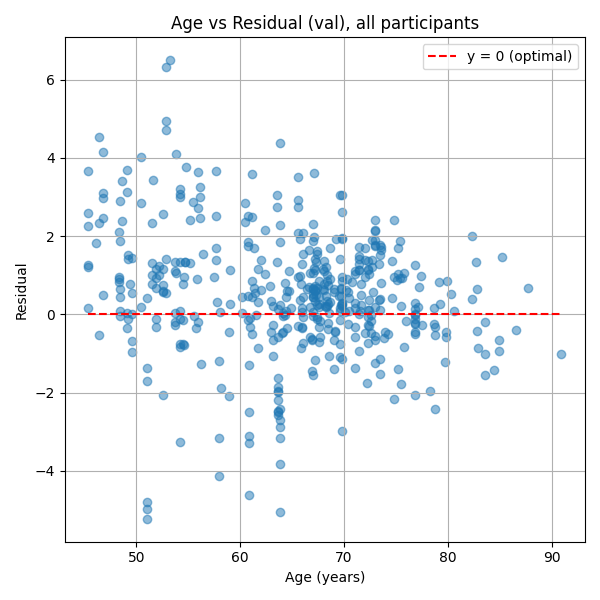 Age vs Residual (val), all participants
y = 0 (optimal)
6
4
2
0
−2
−4
Residual
50 60 70 80 90
Age (years)